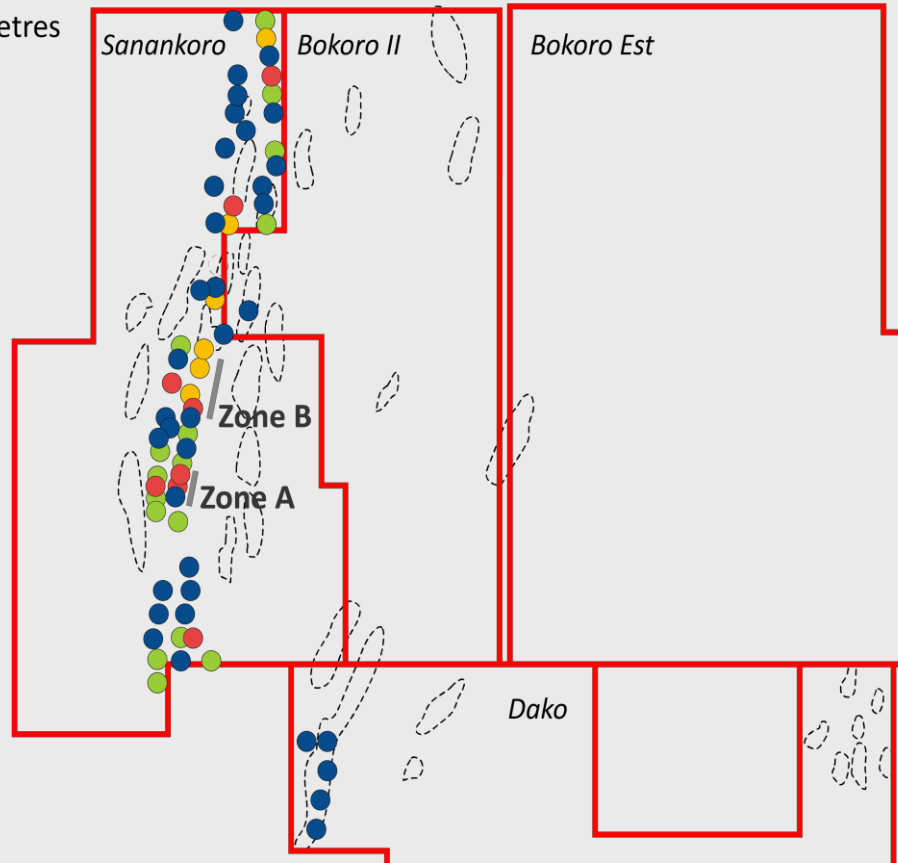 etres
Sanankoro
Bokoro II
Bokoro Est
Zone B
Zone A
Dako